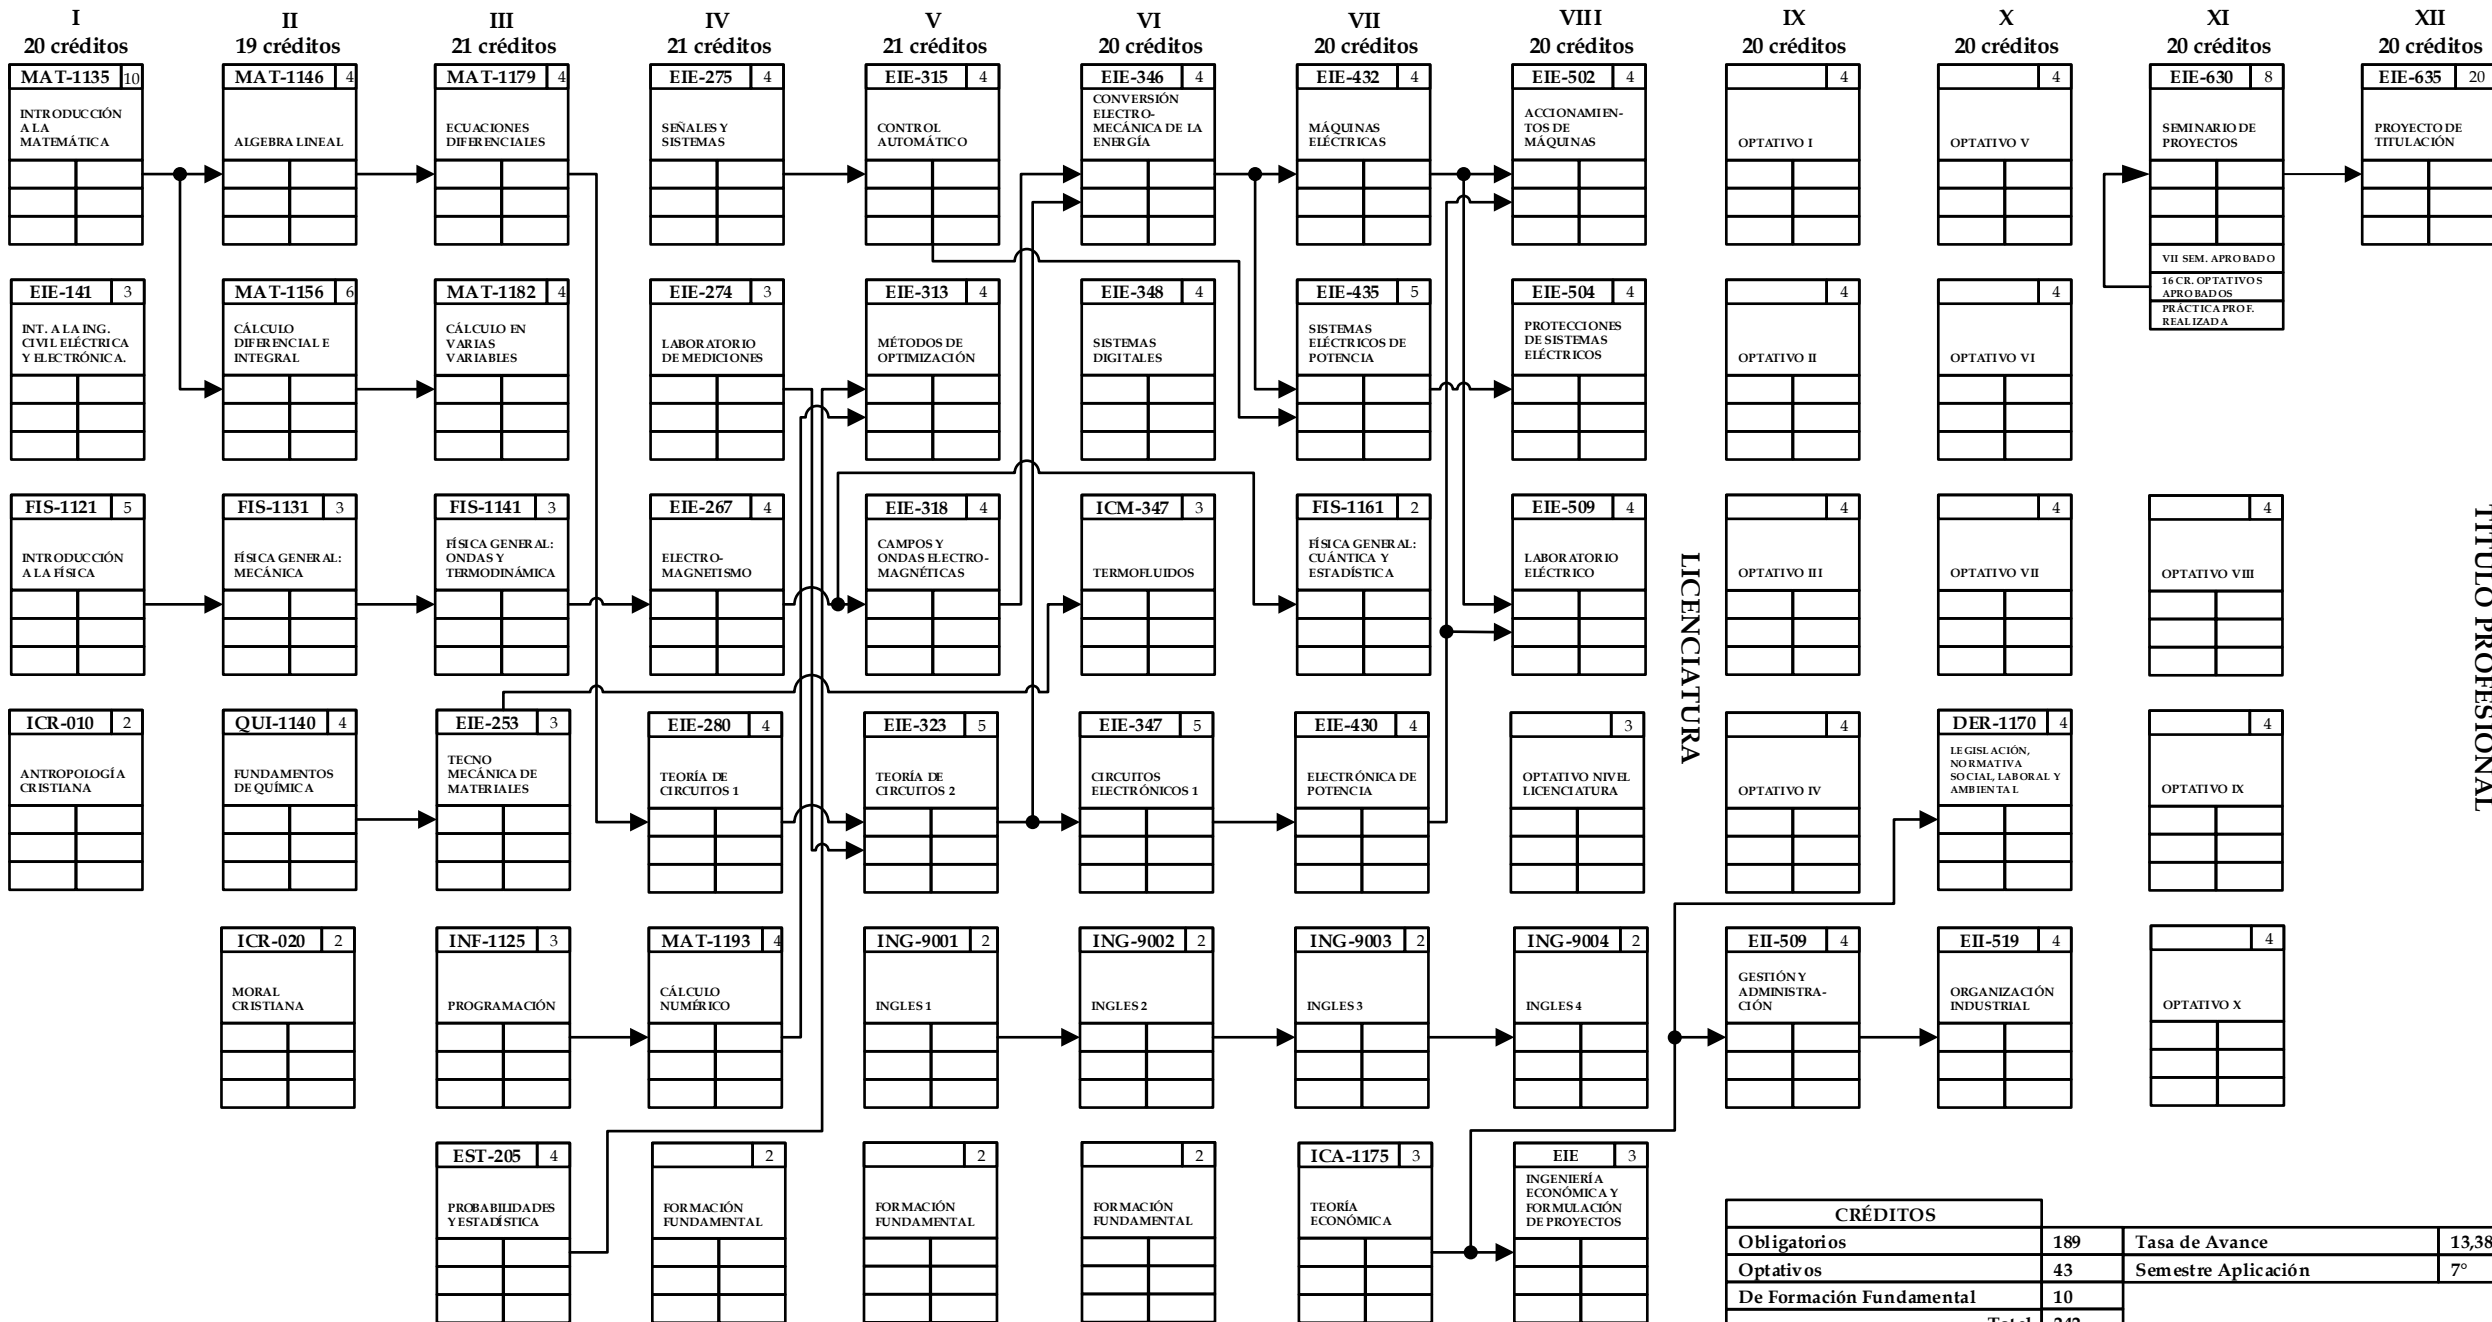 I
20 créditos
II
19 créditos
III
21 créditos
IV
21 créditos
V
21 créditos
VI
20 créditos
VII
20 créditos
VIII
20 créditos
IX
20 créditos
X
20 créditos
XI
20 créditos
XII
20 créditos
MAT-1135 10
INTRODUCCIÓN
A LA
MATEMÁTICA
MAT-1146 4
ALGEBRA LINEAL
MAT-1179 4
ECUACIONES
DIFERENCIALES
EIE-275 4
SEÑALES Y
SISTEMAS
EIE-315 4
CONTROL
AUTOMÁTICO
EIE-346 4
CONVERSIÓN
ELECTRO-
MECÁNICA DE LA
ENERGÍA
EIE-432 4
MÁQUINAS
ELÉCTRICAS
EIE-502 4
ACCIONAMIEN-
TOS DE
MÁQUINAS
4
OPTATIVO I
4
OPTATIVO V
EIE-630 8
SEMINARIO DE
PROYECTOS
VII SEM. APROBADO
16 CR. OPTATIVOS
APROBADOS
PRÁCTICA PROF.
REALIZADA
EIE-635 20
PROYECTO DE
TITULACIÓN
EIE-141 3
INT. A LA ING.
CIVIL ELÉCTRICA
Y ELECTRÓNICA.
MAT-1156 6
CÁLCULO
DIFERENCIAL E
INTEGRAL
MAT-1182 4
CÁLCULO EN
VARIAS
VARIABLES
EIE-274 3
LABORATORIO
DE MEDICIONES
EIE-313 4
MÉTODOS DE
OPTIMIZACIÓN
EIE-348 4
SISTEMAS
DIGITALES
EIE-435 5
SISTEMAS
ELÉCTRICOS DE
POTENCIA
EIE-504 4
PROTECCIONES
DE SISTEMAS
ELÉCTRICOS
4
OPTATIVO II
4
OPTATIVO VI
FIS-1121 5
INTRODUCCIÓN
A LA FÍSICA
FIS-1131 3
FÍSICA GENERAL:
MECÁNICA
FIS-1141 3
FÍSICA GENERAL:
ONDAS Y
TERMODINÁMICA
EIE-267 4
ELECTRO-
MAGNETISMO
EIE-318 4
CAMPOS Y
ONDAS ELECTRO-
MAGNÉTICAS
ICM-347 3
TERMOFLUIDOS
FIS-1161 2
FÍSICA GENERAL:
CUÁNTICA Y
ESTADÍSTICA
EIE-509 4
LABORATORIO
ELÉCTRICO
LICENCIATURA
4
OPTATIVO III
4
OPTATIVO VII
4
OPTATIVO VIII
TITULO PROFESIONAL
ICR-010 2
ANTROPOLOGÍA
CRISTIANA
QUI-1140 4
FUNDAMENTOS
DE QUÍMICA
EIE-253 3
TECNO
MECÁNICA DE
MATERIALES
EIE-280 4
TEORÍA DE
CIRCUITOS 1
EIE-323 5
TEORÍA DE
CIRCUITOS 2
EIE-347 5
CIRCUITOS
ELECTRÓNICOS 1
EIE-430 4
ELECTRÓNICA DE
POTENCIA
3
OPTATIVO NIVEL
LICENCIATURA
4
OPTATIVO IV
DER-1170 4
LEGISLACIÓN,
NORMATIVA
SOCIAL, LABORAL Y
AMBIENTAL
4
OPTATIVO IX
ICR-020 2
MORAL
CRISTIANA
INF-1125 3
PROGRAMACIÓN
MAT-1193 4
CÁLCULO
NUMÉRICO
ING-9001 2
INGLES 1
ING-9002 2
INGLES 2
ING-9003 2
INGLES 3
ING-9004 2
INGLES 4
EII-509 4
GESTIÓN Y
ADMINISTRA-
CIÓN
EII-519 4
ORGANIZACIÓN
INDUSTRIAL
4
OPTATIVO X
EST-205 4
PROBABILIDADES
Y ESTADÍSTICA
2
FORMACIÓN
FUNDAMENTAL
2
FORMACIÓN
FUNDAMENTAL
2
FORMACIÓN
FUNDAMENTAL
ICA-1175 3
TEORÍA
ECONÓMICA
EIE 3
INGENIERÍA
ECONÓMICA Y
FORMULACIÓN
DE PROYECTOS
CRÉDITOS
Obligatorios 189 Tasa de Avance 13,38
Optativos 43 Semestre Aplicación 7°
De Formación Fundamental 10
Total 242